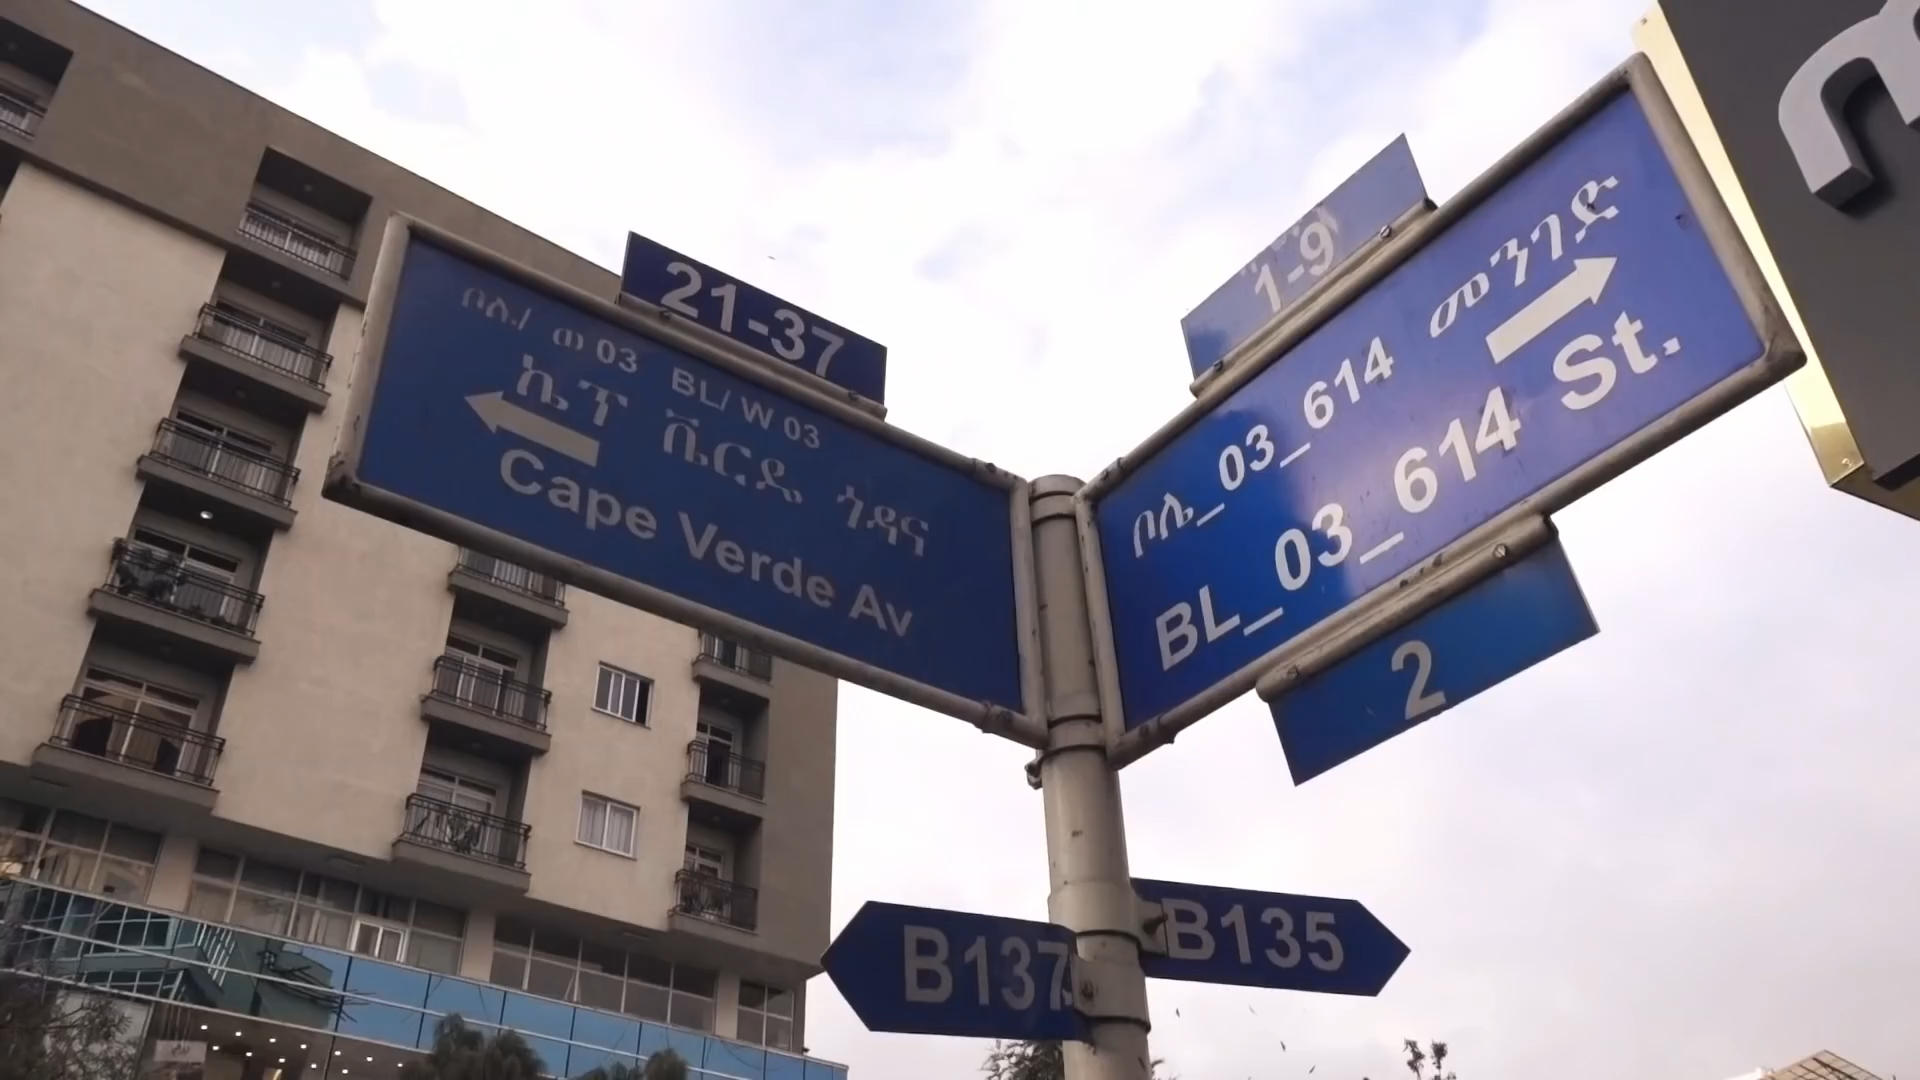 21-37
ቦሌ/ ወ 03 BL/ W 03
ኬፕ ቨርዴ ጎዳና
Cape Verde Av
1-9
ቦሌ_03_614 መንገድ
BL_03_614 St.
2
B137
B135